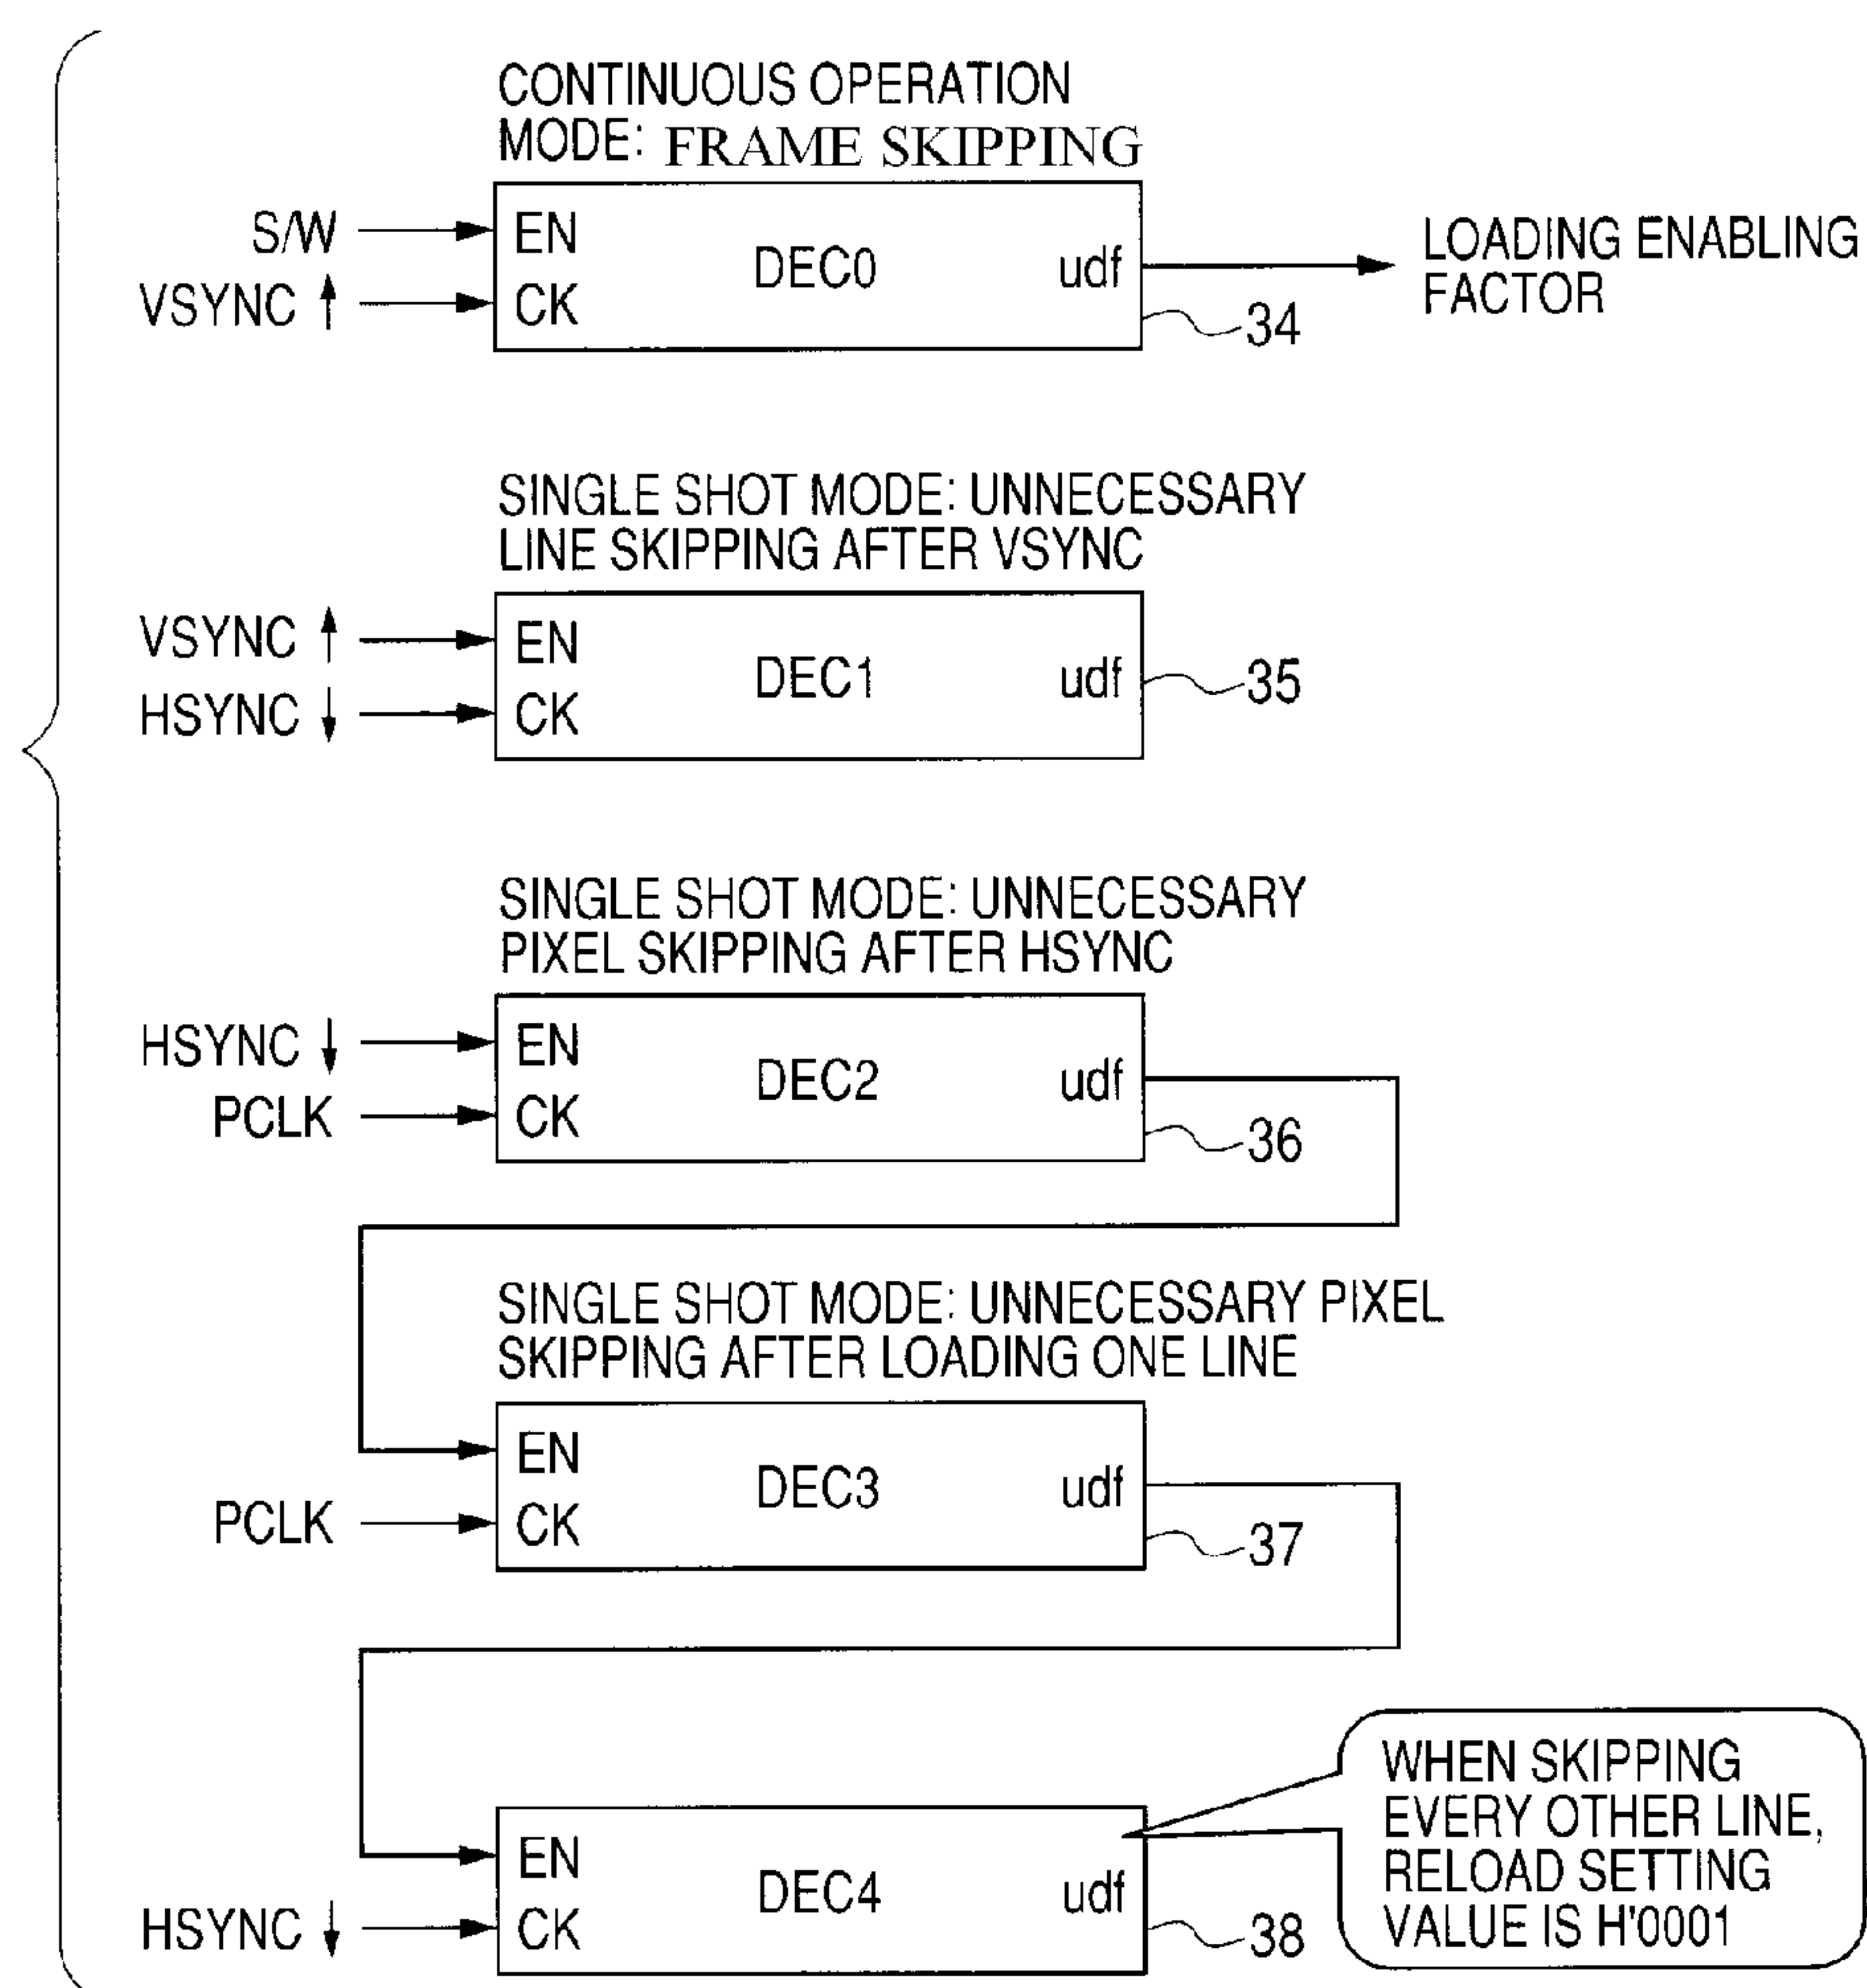 CONTINUOUS OPERATION
MODE: FRAME SKIPPING
S/W
VSYNC ↑
EN
CK
DEC0
udf
34
LOADING ENABLING
FACTOR
SINGLE SHOT MODE: UNNECESSARY
LINE SKIPPING AFTER VSYNC
VSYNC ↑
HSYNC ↓
EN
CK
DEC1
udf
35
SINGLE SHOT MODE: UNNECESSARY
PIXEL SKIPPING AFTER HSYNC
HSYNC ↓
PCLK
EN
CK
DEC2
udf
36
SINGLE SHOT MODE: UNNECESSARY PIXEL
SKIPPING AFTER LOADING ONE LINE
PCLK
EN
CK
DEC3
udf
37
HSYNC ↓
EN
CK
DEC4
udf
38
WHEN SKIPPING
EVERY OTHER LINE,
RELOAD SETTING
VALUE IS H'0001